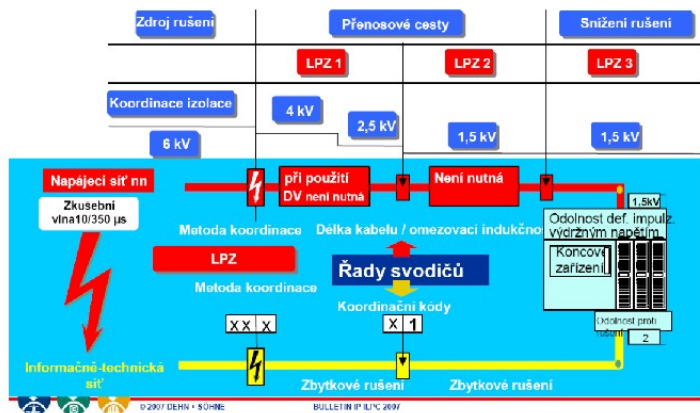 Zdroj rušení
Přenosové cesty
Snížení rušení
LPZ 1
LPZ 2
LPZ 3
Koordinace izolace
4 kV
2,5 kV
6 kV
1,5 kV
1,5 kV
Napájecí síť nn
při použití
DV není nutná
Není nutná
1,5kV
Zkusební
vlna10/350 µs
Odolnost def. impulz.
výdržným napětím
Metoda koordinace
Délka kabelu / omezovací indukčnos
LPZ
Koncové
zařízení
Řady svodičů
Metoda koordinace
Koordinační kódy
XX X
X 1
Odolnost proti
rušení
2
Informačně-technická
síť
Zbytkové rušení
Zbytkové rušení
© 2007 DEHN + SÖHNE
BULLETIN IP ILPC 2007